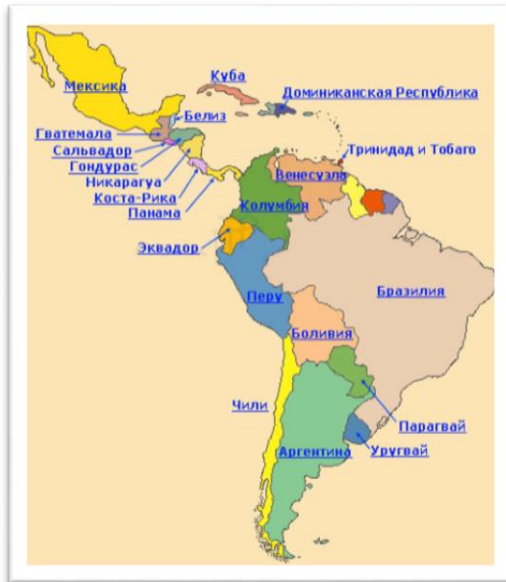 Куба
Мексика
Доминиканская Республика
Белиз
Гватемала
Сальвадор
Гондурас
Никарагуа
Коста-Рика
Панама
Тринидад и Тобаго
Венесуэла
Колумбия
Эквадор
Перу
Бразилия
Боливия
Чили
Парагвай
Аргентина
Уругвай